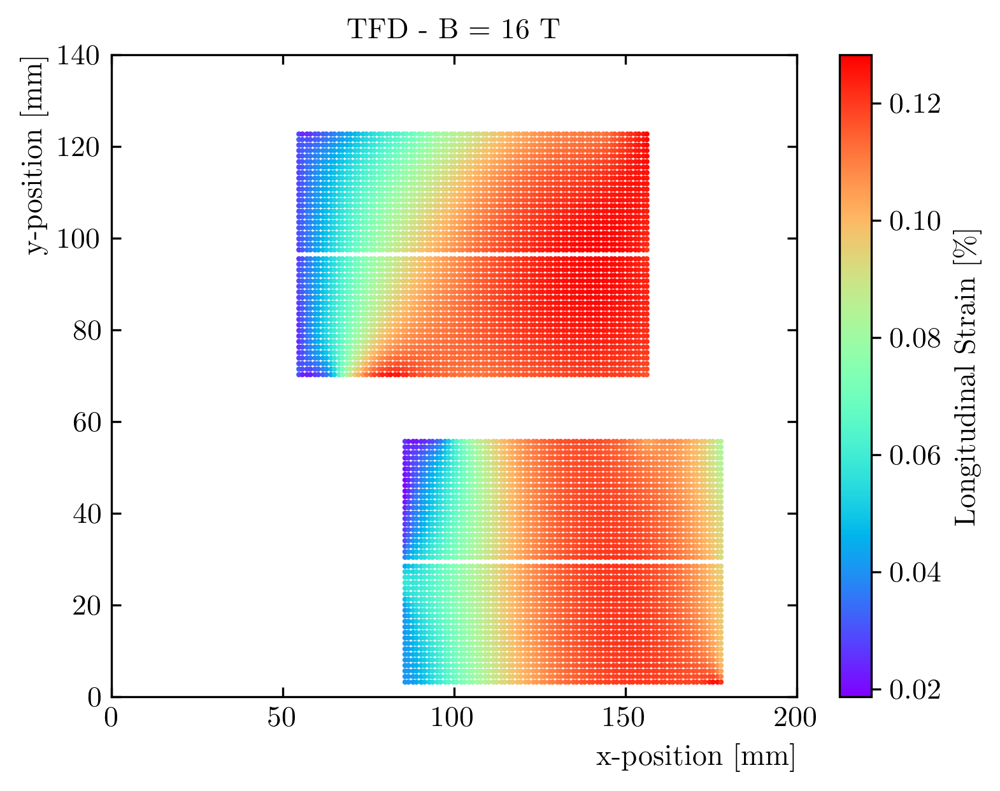 TFD - B = 16 T
y-position [mm]
140
120
100
80
60
40
20
0
0 50 100 150 200
x-position [mm]
0.12
0.10
0.08
0.06
0.04
0.02
Longitudinal Strain [%]